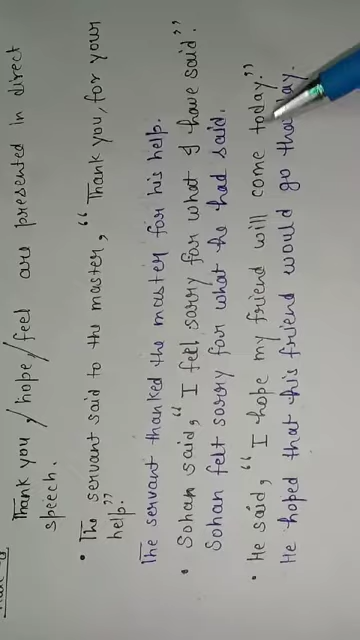 Thank you / hope / feel are presented in direct
speech.
• The servant said to the master, "Thank you, for your
help."
The servant thanked the master for his help.
• Sohan said, "I feel sorry for what I have said."
Sohan felt sorry for what he had said.
• He said, "I hope my friend will come today."
He hoped that his friend would go that day.